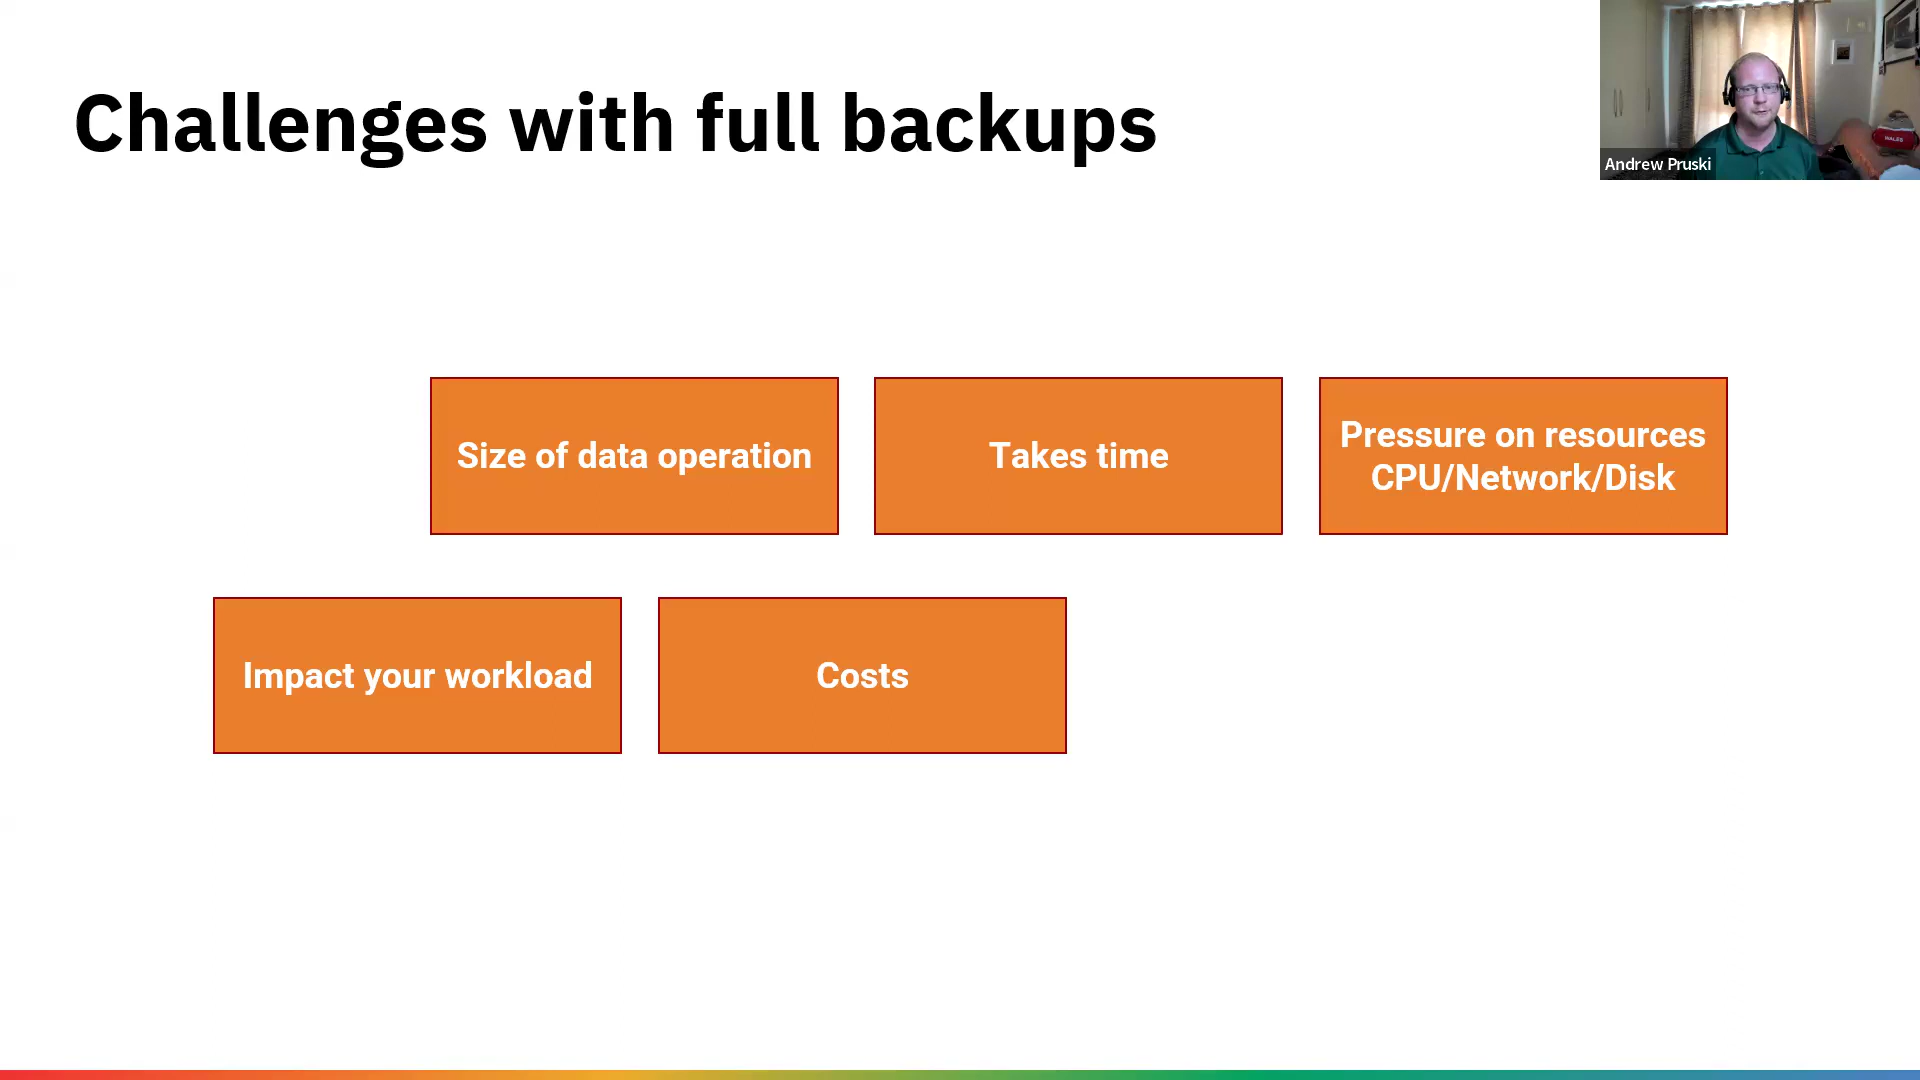 Challenges with full backups
Andrew Pruski
Size of data operation
Takes time
Pressure on resources
CPU/Network/Disk
Impact your workload
Costs
WALES